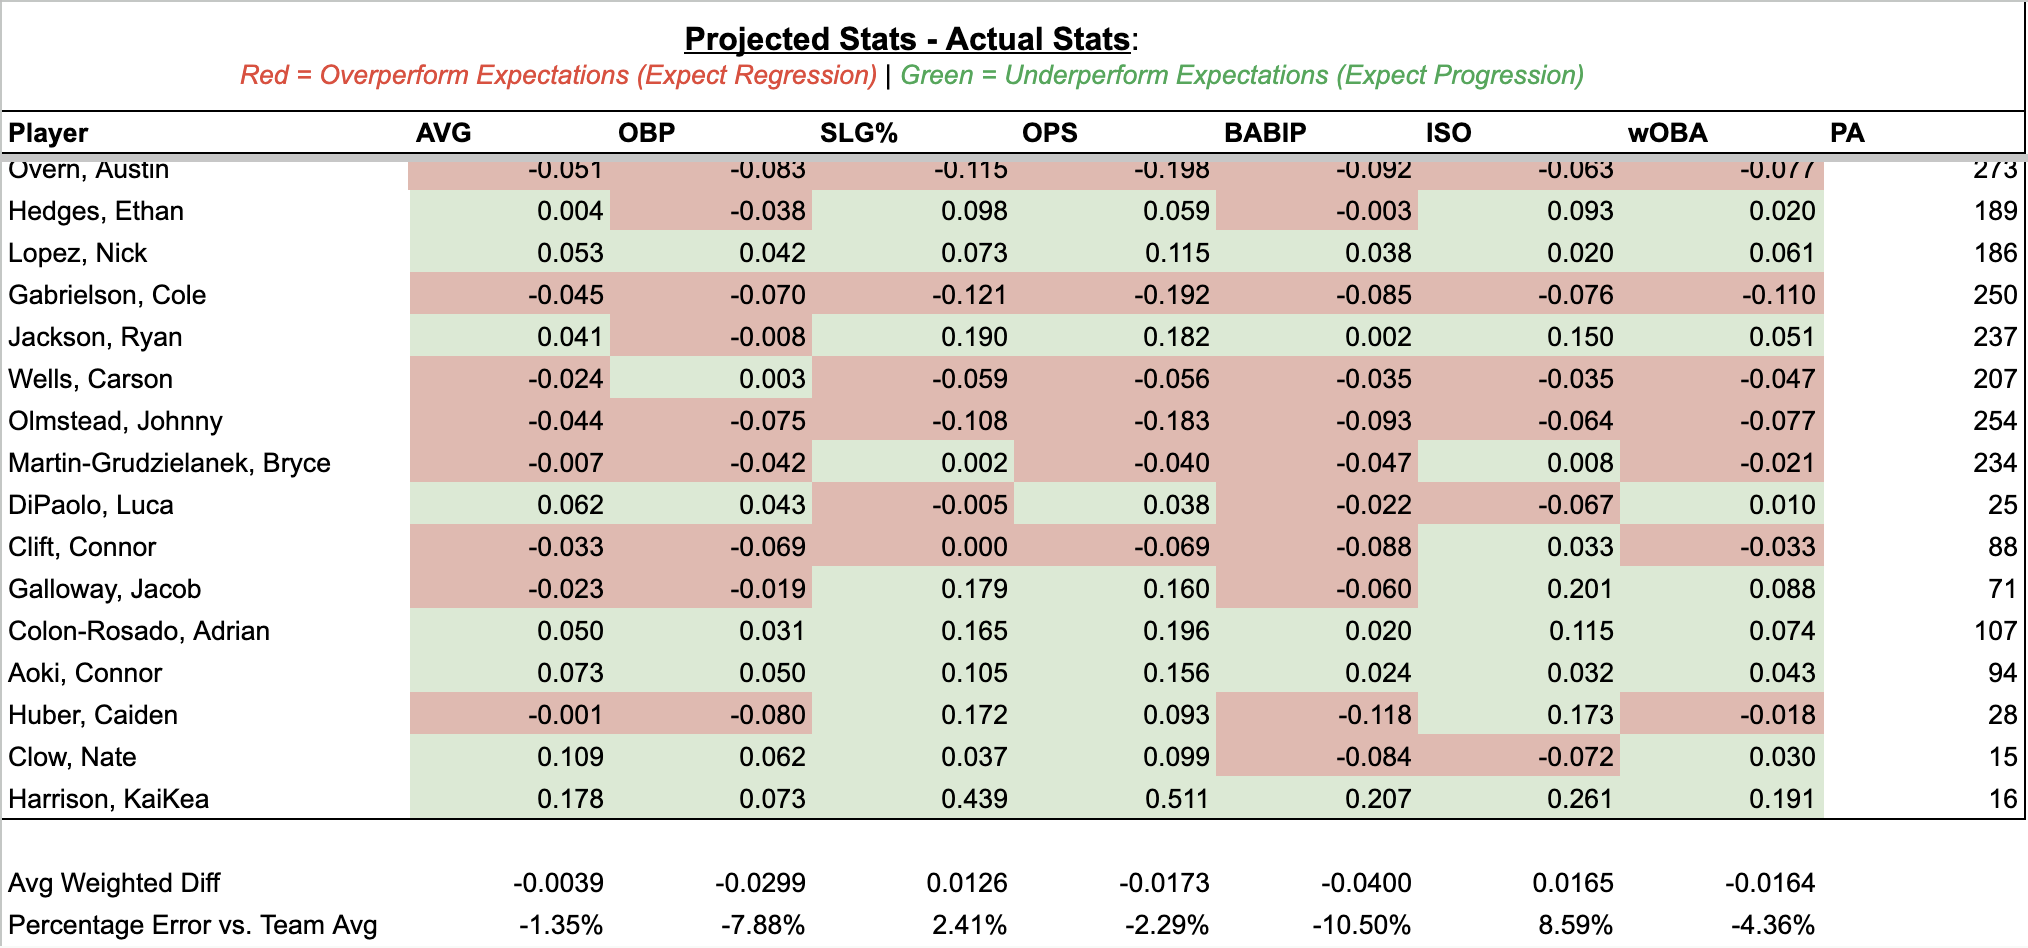 Projected Stats - Actual Stats:
Red = Overperform Expectations (Expect Regression) | Green = Underperform Expectations (Expect Progression)
Player AVG OBP SLG% OPS BABIP ISO wOBA PA
Overn, Austin -0.051 -0.083 -0.115 -0.198 -0.092 -0.063 -0.077 273
Hedges, Ethan 0.004 -0.038 0.098 0.059 -0.003 0.093 0.020 189
Lopez, Nick 0.053 0.042 0.073 0.115 0.038 0.020 0.061 186
Gabrielson, Cole -0.045 -0.070 -0.121 -0.192 -0.085 -0.076 -0.110 250
Jackson, Ryan 0.041 -0.008 0.190 0.182 0.002 0.150 0.051 237
Wells, Carson -0.024 0.003 -0.059 -0.056 -0.035 -0.035 -0.047 207
Olmstead, Johnny -0.044 -0.075 -0.108 -0.183 -0.093 -0.064 -0.077 254
Martin-Grudzielanek, Bryce -0.007 -0.042 0.002 -0.040 -0.047 0.008 -0.021 234
DiPaolo, Luca 0.062 0.043 -0.005 0.038 -0.022 -0.067 0.010 25
Clift, Connor -0.033 -0.069 0.000 -0.069 -0.088 0.033 -0.033 88
Galloway, Jacob -0.023 -0.019 0.179 0.160 -0.060 0.201 0.088 71
Colon-Rosado, Adrian 0.050 0.031 0.165 0.196 0.020 0.115 0.074 107
Aoki, Connor 0.073 0.050 0.105 0.156 0.024 0.032 0.043 94
Huber, Caiden -0.001 -0.080 0.172 0.093 -0.118 0.173 -0.018 28
Clow, Nate 0.109 0.062 0.037 0.099 -0.084 -0.072 0.030 15
Harrison, KaiKea 0.178 0.073 0.439 0.511 0.207 0.261 0.191 16
Avg Weighted Diff -0.0039 -0.0299 0.0126 -0.0173 -0.0400 0.0165 -0.0164
Percentage Error vs. Team Avg -1.35% -7.88% 2.41% -2.29% -10.50% 8.59% -4.36%